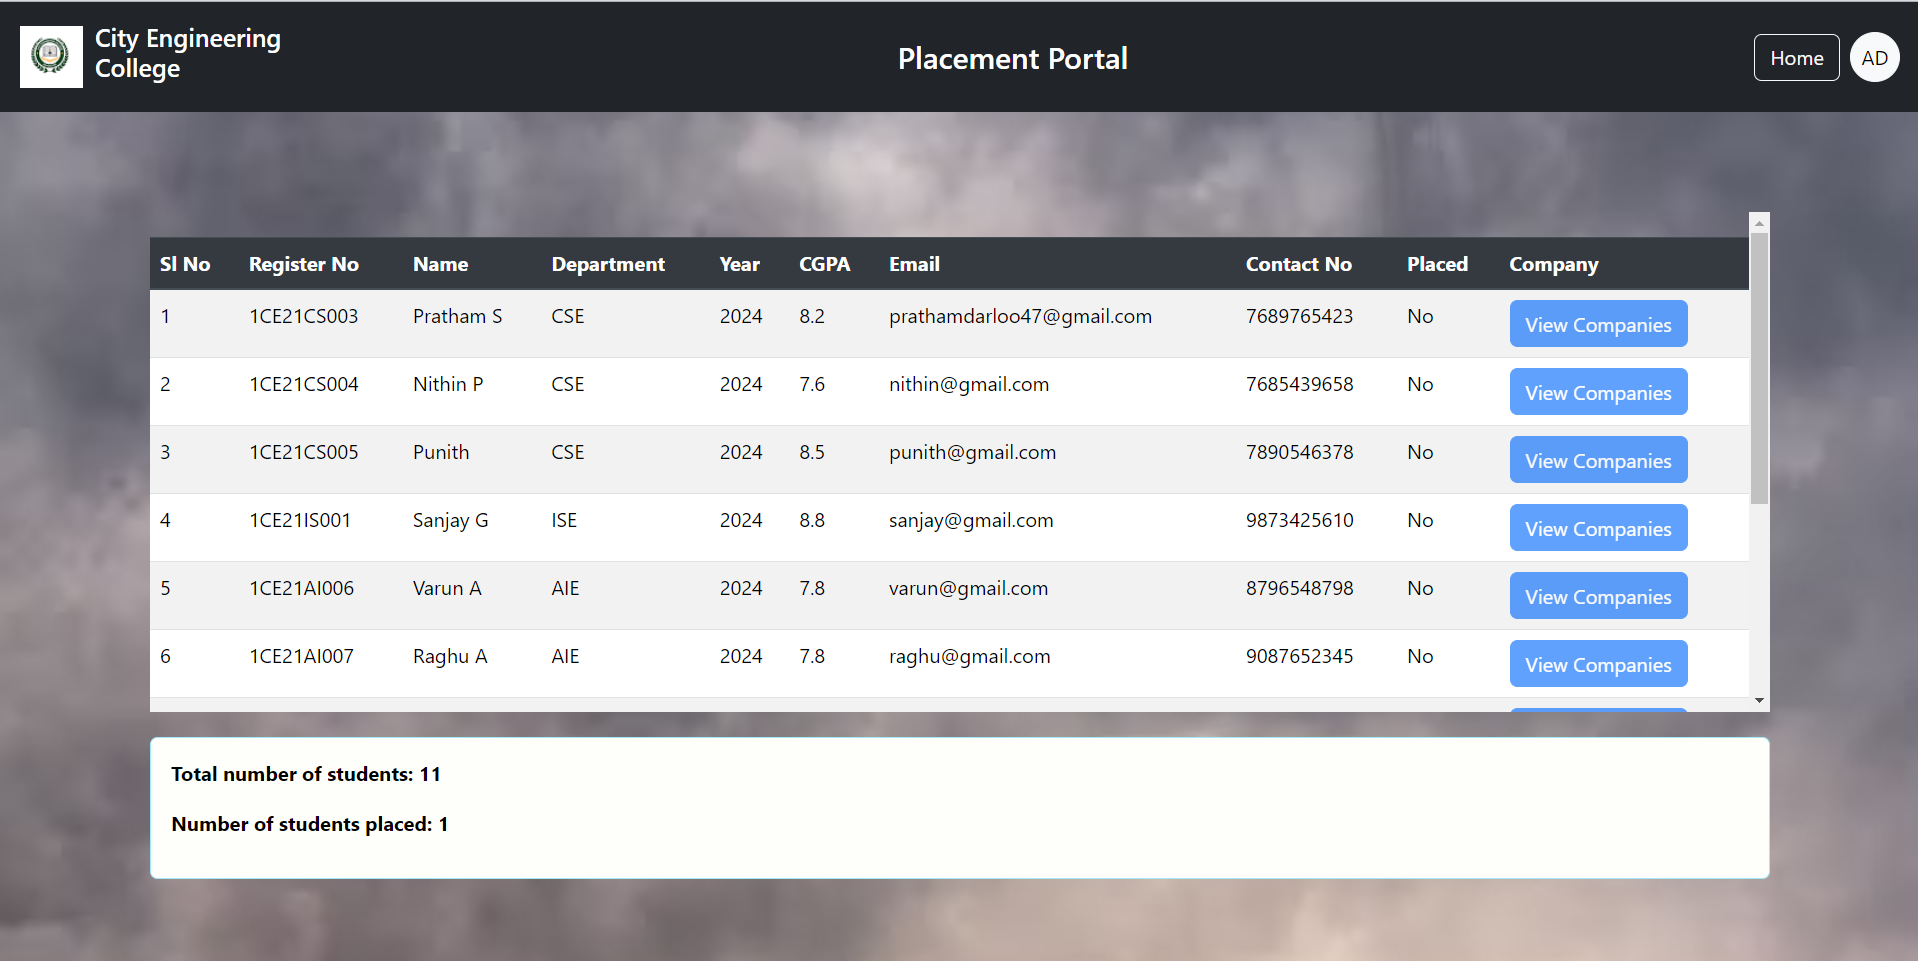 City Engineering
College
Placement Portal
Home
AD
Sl No Register No Name Department Year CGPA Email Contact No Placed Company
1 1CE21CS003 Pratham S CSE 2024 8.2 prathamdarloo47@gmail.com 7689765423 No View Companies
2 1CE21CS004 Nithin P CSE 2024 7.6 nithin@gmail.com 7685439658 No View Companies
3 1CE21CS005 Punith CSE 2024 8.5 punith@gmail.com 7890546378 No View Companies
4 1CE21IS001 Sanjay G ISE 2024 8.8 sanjay@gmail.com 9873425610 No View Companies
5 1CE21AI006 Varun A AIE 2024 7.8 varun@gmail.com 8796548798 No View Companies
6 1CE21AI007 Raghu A AIE 2024 7.8 raghu@gmail.com 9087652345 No View Companies
Total number of students: 11
Number of students placed: 1